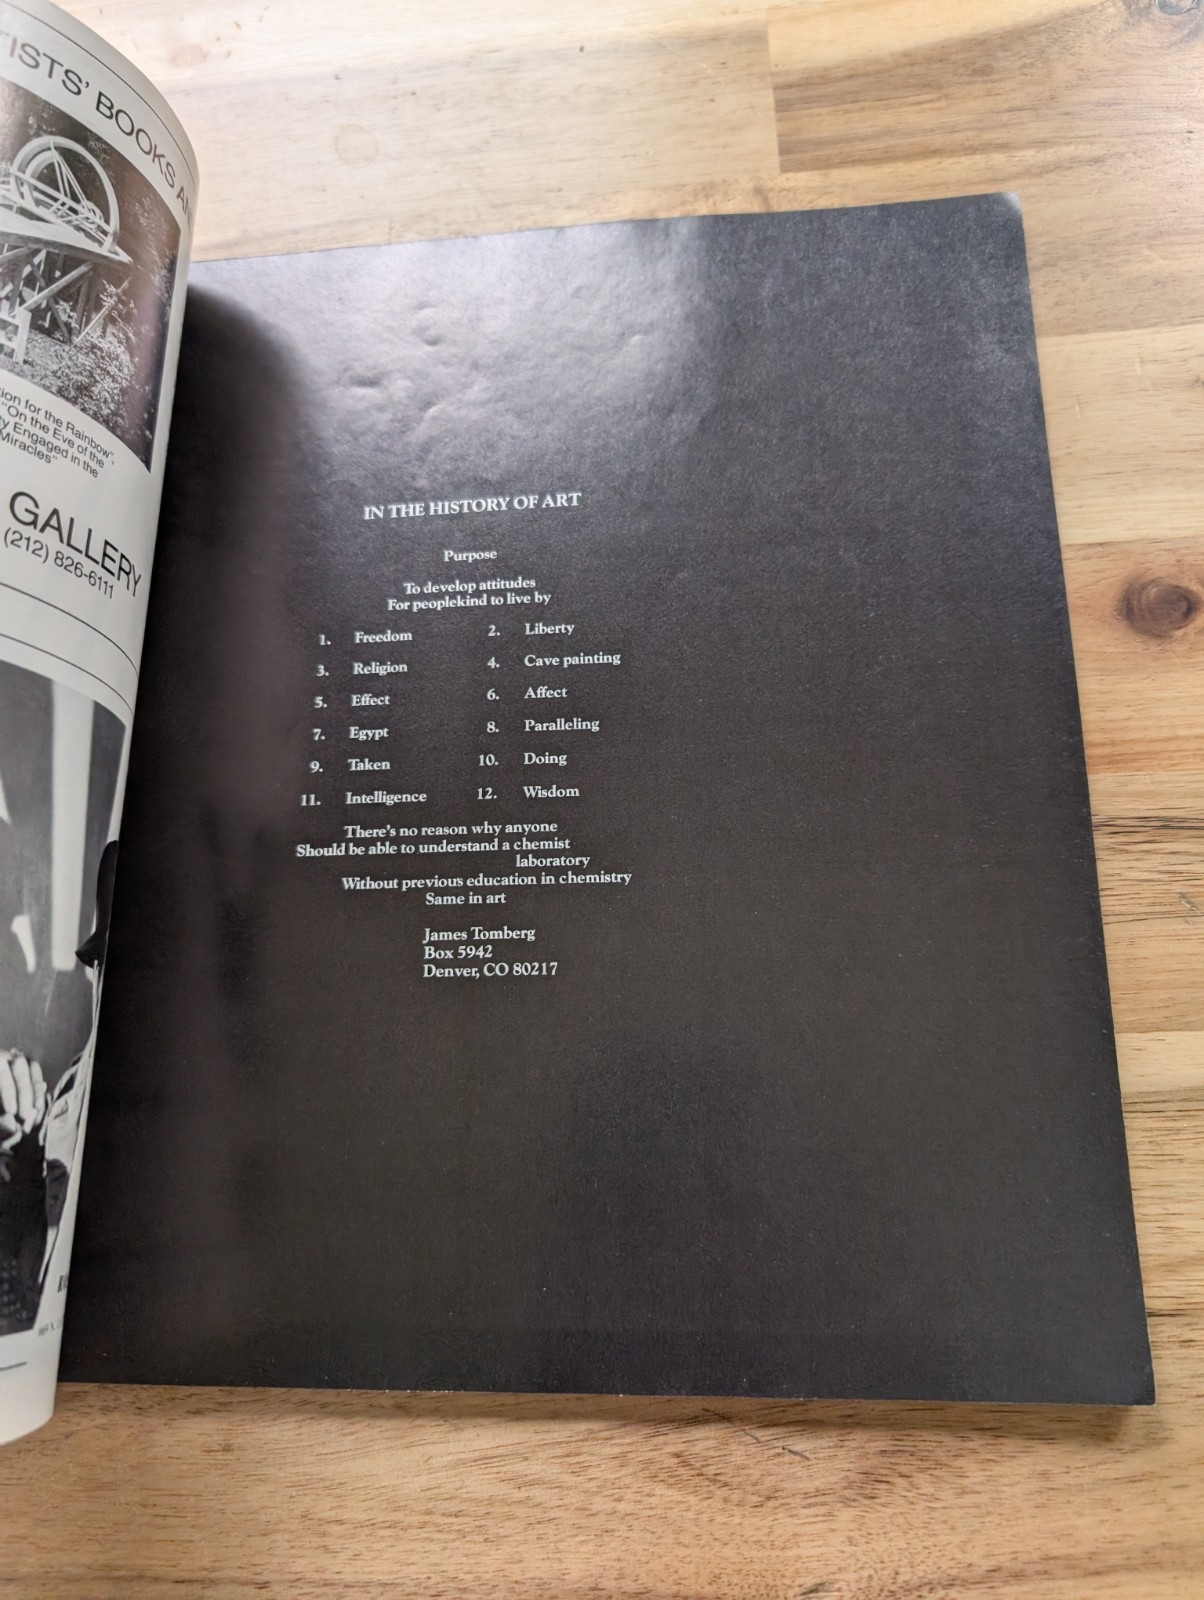 TISTS' BOOKS AN
ion for the Rainbow",
"On the Eve of the
y Engaged in the
Miracles"
GALLERY
(212) 826-6111
IN THE HISTORY OF ART
Purpose
To develop attitudes
For peoplekind to live by
1. Freedom 2. Liberty
3. Religion 4. Cave painting
5. Effect 6. Affect
7. Egypt 8. Paralleling
9. Taken 10. Doing
11. Intelligence 12. Wisdom
There's no reason why anyone
Should be able to understand a chemist
laboratory
Without previous education in chemistry
Same in art
James Tomberg
Box 5942
Denver, CO 80217